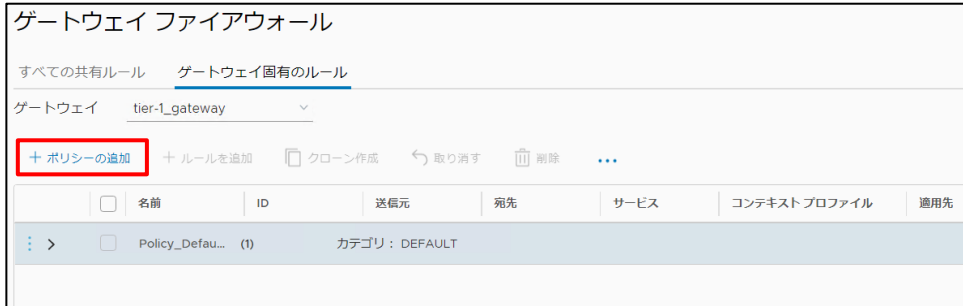 ゲートウェイ ファイアウォール
すべての共有ルール ゲートウェイ固有のルール
ゲートウェイ tier-1_gateway
+ ポリシーの追加 + ルールを追加 クローン作成 取り消す 削除 ...
名前 ID 送信元 宛先 サービス コンテキスト プロファイル 適用先
Policy_Defau... (1) カテゴリ : DEFAULT